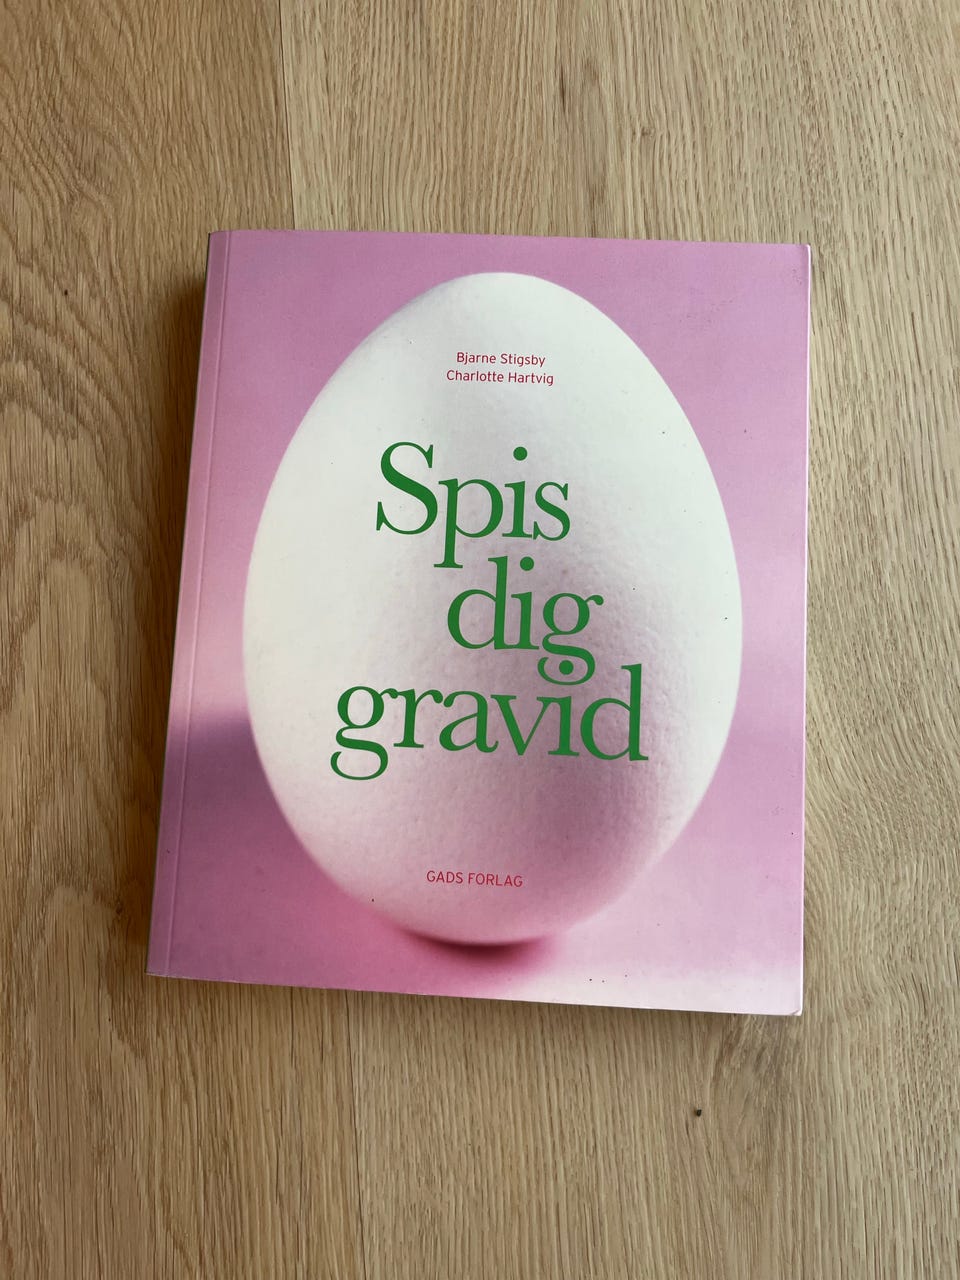 Bjarne Stigsby
Charlotte Hartvig
Spis
dig
gravid
GADS FORLAG